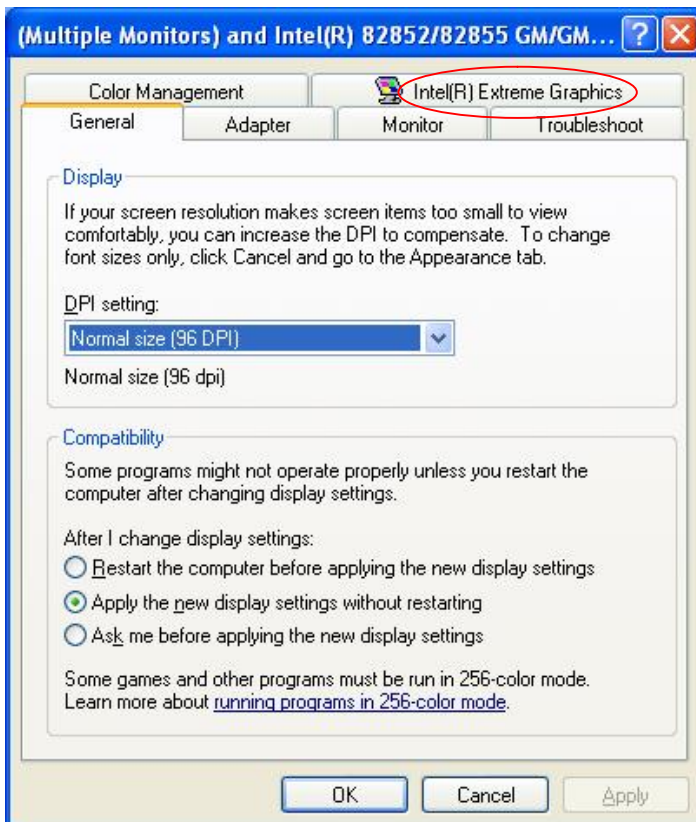 (Multiple Monitors) and Intel(R) 82852/82855 GM/GM...
Color Management
Intel(R) Extreme Graphics
General
Adapter
Monitor
Troubleshoot
Display
If your screen resolution makes screen items too small to view
comfortably, you can increase the DPI to compensate. To change
font sizes only, click Cancel and go to the Appearance tab.
DPI setting:
Normal size (96 DPI)
Normal size (96 dpi)
Compatibility
Some programs might not operate properly unless you restart the
computer after changing display settings.
After I change display settings:
Restart the computer before applying the new display settings
Apply the new display settings without restarting
Ask me before applying the new display settings
Some games and other programs must be run in 256-color mode.
Learn more about running programs in 256-color mode.
OK
Cancel
Apply